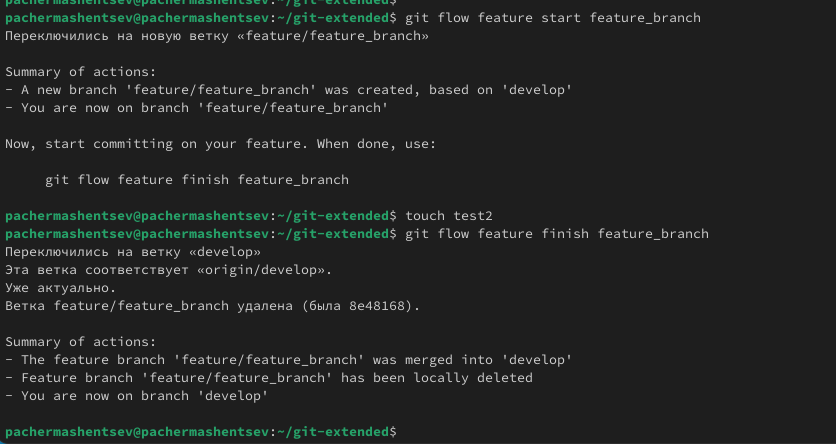 pachermashentsev@pachermashentsev:~/git-extended$
pachermashentsev@pachermashentsev:~/git-extended$ git flow feature start feature_branch
Переключились на новую ветку «feature/feature_branch»
Summary of actions:
- A new branch 'feature/feature_branch' was created, based on 'develop'
- You are now on branch 'feature/feature_branch'
Now, start committing on your feature. When done, use:
git flow feature finish feature_branch
pachermashentsev@pachermashentsev:~/git-extended$ touch test2
pachermashentsev@pachermashentsev:~/git-extended$ git flow feature finish feature_branch
Переключились на ветку «develop»
Эта ветка соответствует «origin/develop».
Уже актуально.
Ветка feature/feature_branch удалена (была 8e48168).
Summary of actions:
- The feature branch 'feature/feature_branch' was merged into 'develop'
- Feature branch 'feature/feature_branch' has been locally deleted
- You are now on branch 'develop'
pachermashentsev@pachermashentsev:~/git-extended$